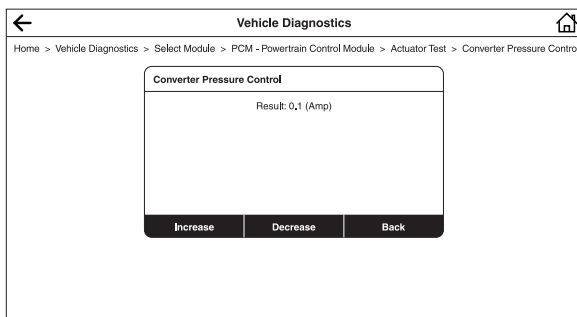 Vehicle Diagnostics
Home > Vehicle Diagnostics > Select Module > PCM - Powertrain Control Module > Actuator Test > Converter Pressure Contro
Converter Pressure Control
Result: 0.1 (Amp)
Increase Decrease Back